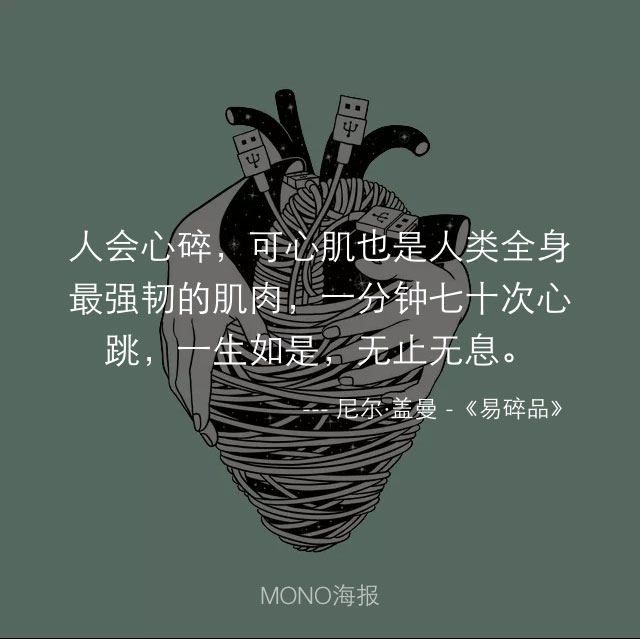 人会心碎，可心肌也是人类全身
最强韧的肌肉，一分钟七十次心
跳，一生如是，无止无息。
--- 尼尔·盖曼 -《易碎品》
MONO海报